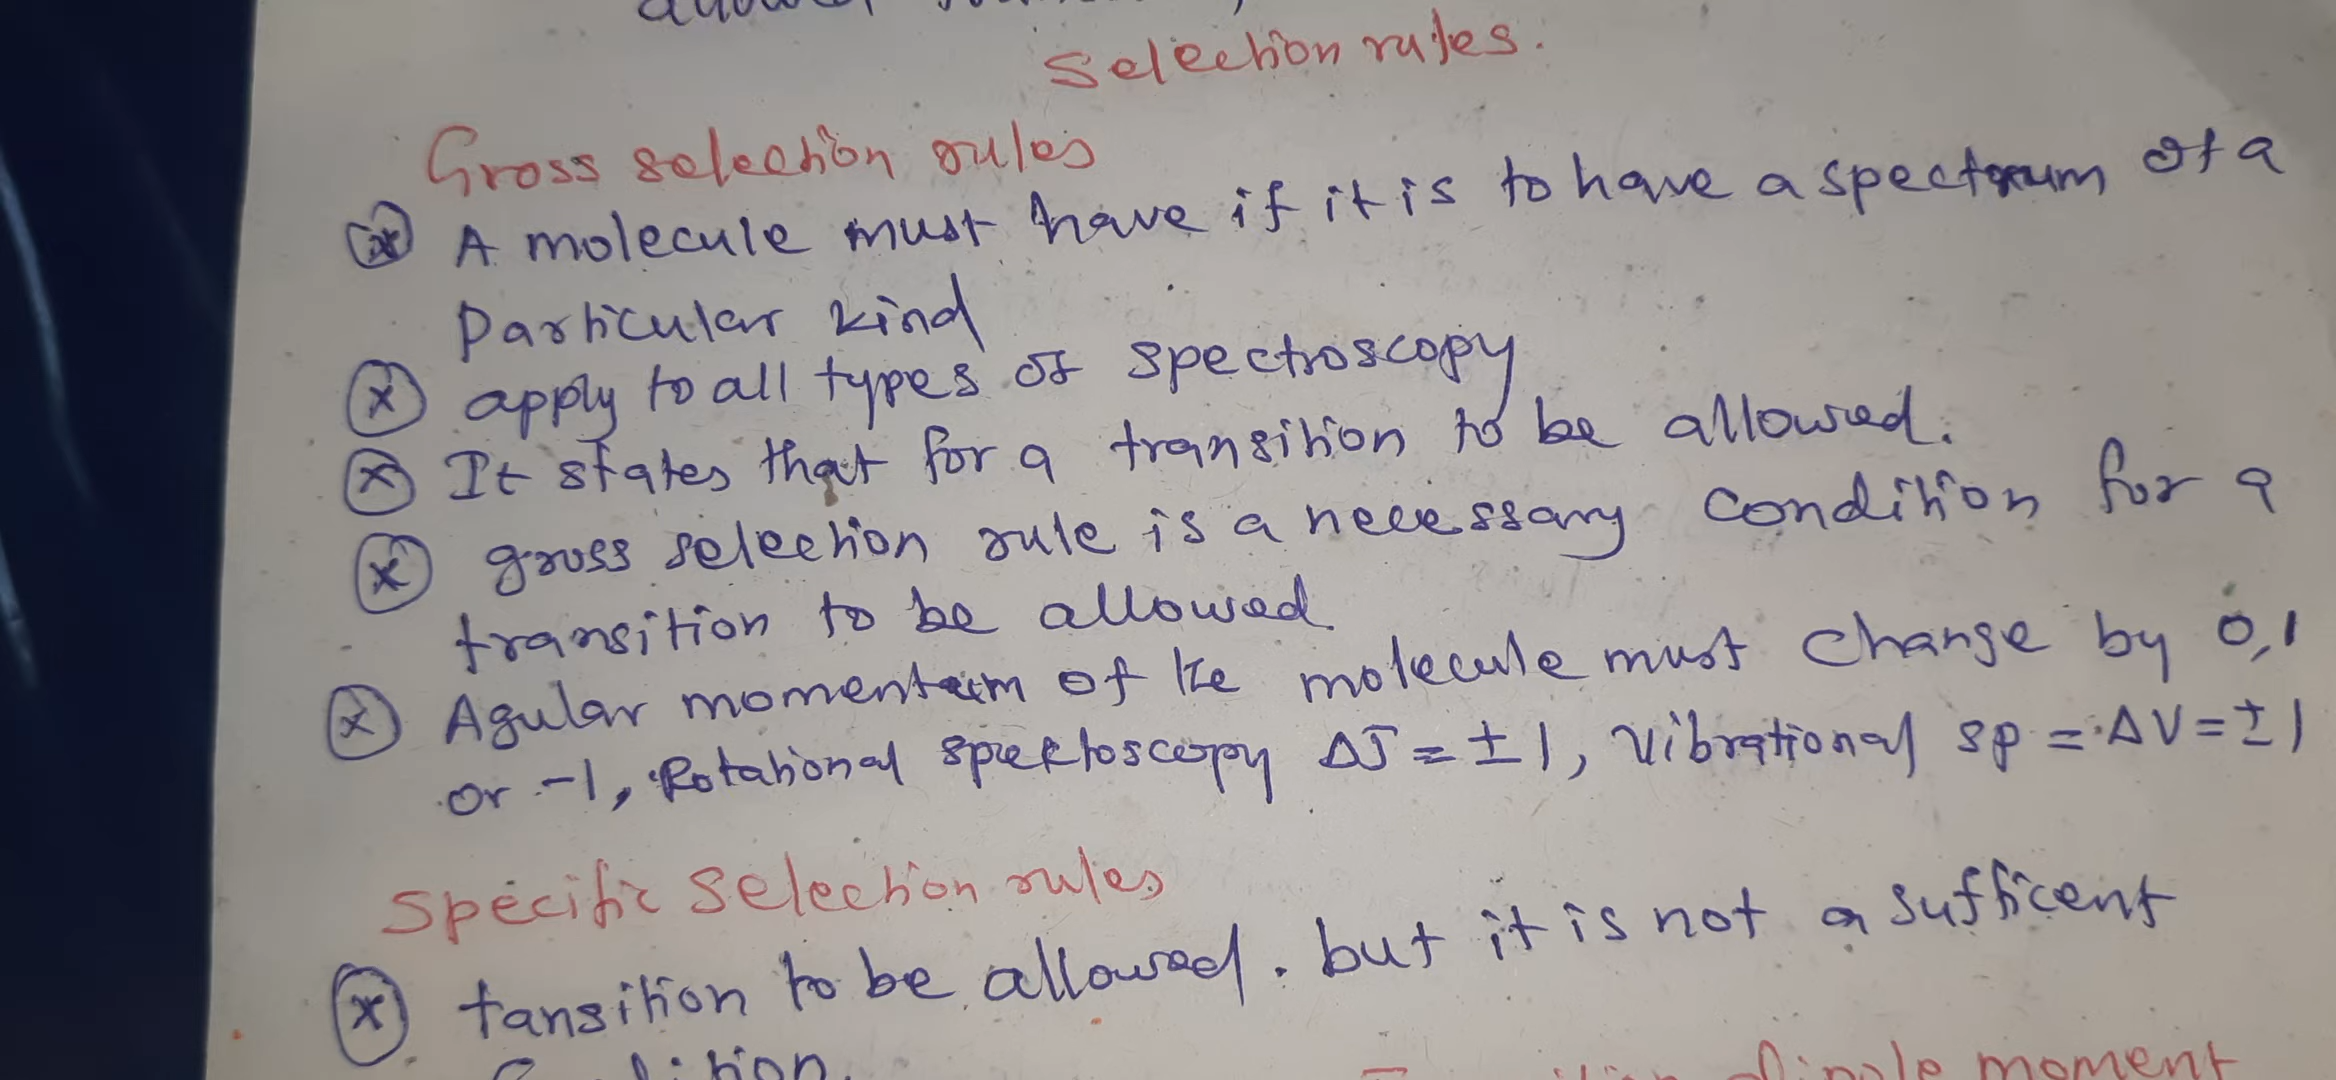 Selection rules.
Gross selection rules
A molecule must have if it is to have a spectrum of a
Particular kind
apply to all types of spectroscopy
It states that for a transition to be allowed.
gross selection rule is a necessary condition for a
transition to be allowed.
Agular momentum of the molecule must change by 0,1
or -1, Rotational spectoscopy ΔJ = ±1, Vibrational sp = ΔV = ±1
Specific Selection rules
tansition to be allowed. but it is not a sufficent
moment